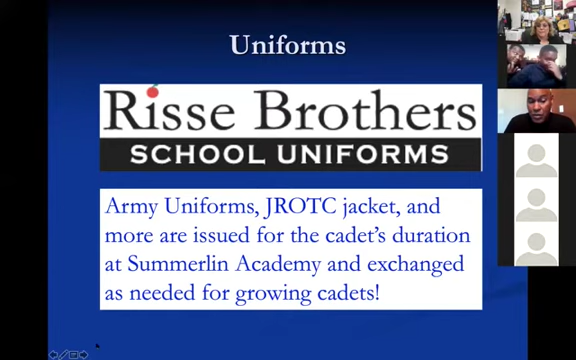 Uniforms
Risse Brothers
SCHOOL UNIFORMS
Army Uniforms, JROTC jacket, and
more are issued for the cadet's duration
at Summerlin Academy and exchanged
as needed for growing cadets!